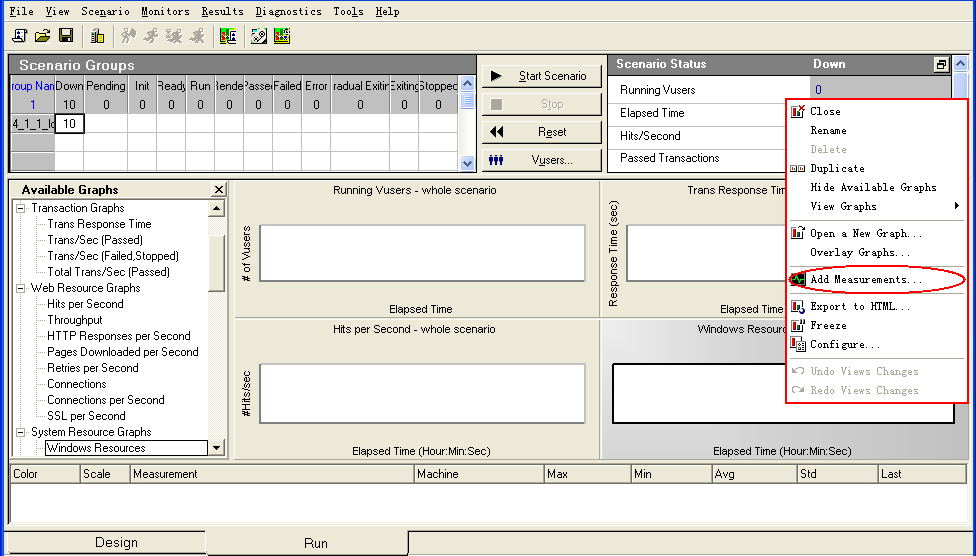 File View Scenario Monitors Results Diagnostics Tools Help
Scenario Groups
roup Nan Down Pending Init Ready Run Rende Passe Failed Error radual Exitin Exiting Stopped
1 10 0 0 0 0 0 0 0 0 0 0 0
4_1_1_lo 10
Start Scenario
Stop
Reset
Vusers...
Scenario Status Down
Running Vusers 0
Elapsed Time
Hits/Second
Passed Transactions
Close
Rename
Delete
Duplicate
Hide Available Graphs
View Graphs
Open a New Graph...
Overlay Graphs...
Add Measurements...
Export to HTML...
Freeze
Configure...
Undo Views Changes
Redo Views Changes
Available Graphs
Transaction Graphs
Trans Response Time
Trans/Sec (Passed)
Trans/Sec (Failed,Stopped)
Total Trans/Sec (Passed)
Web Resource Graphs
Hits per Second
Throughput
HTTP Responses per Second
Pages Downloaded per Second
Retries per Second
Connections
Connections per Second
SSL per Second
System Resource Graphs
Windows Resources
Running Vusers - whole scenario
# of Vusers
Elapsed Time
Trans Response Tim
Response Time (sec)
Elapsed Time
Hits per Second - whole scenario
#Hits/sec
Elapsed Time (Hour:Min:Sec)
Windows Resour
Elapsed Time (Hour:Min:Sec)
Color Scale Measurement Machine Max Min Avg Std Last
Design Run